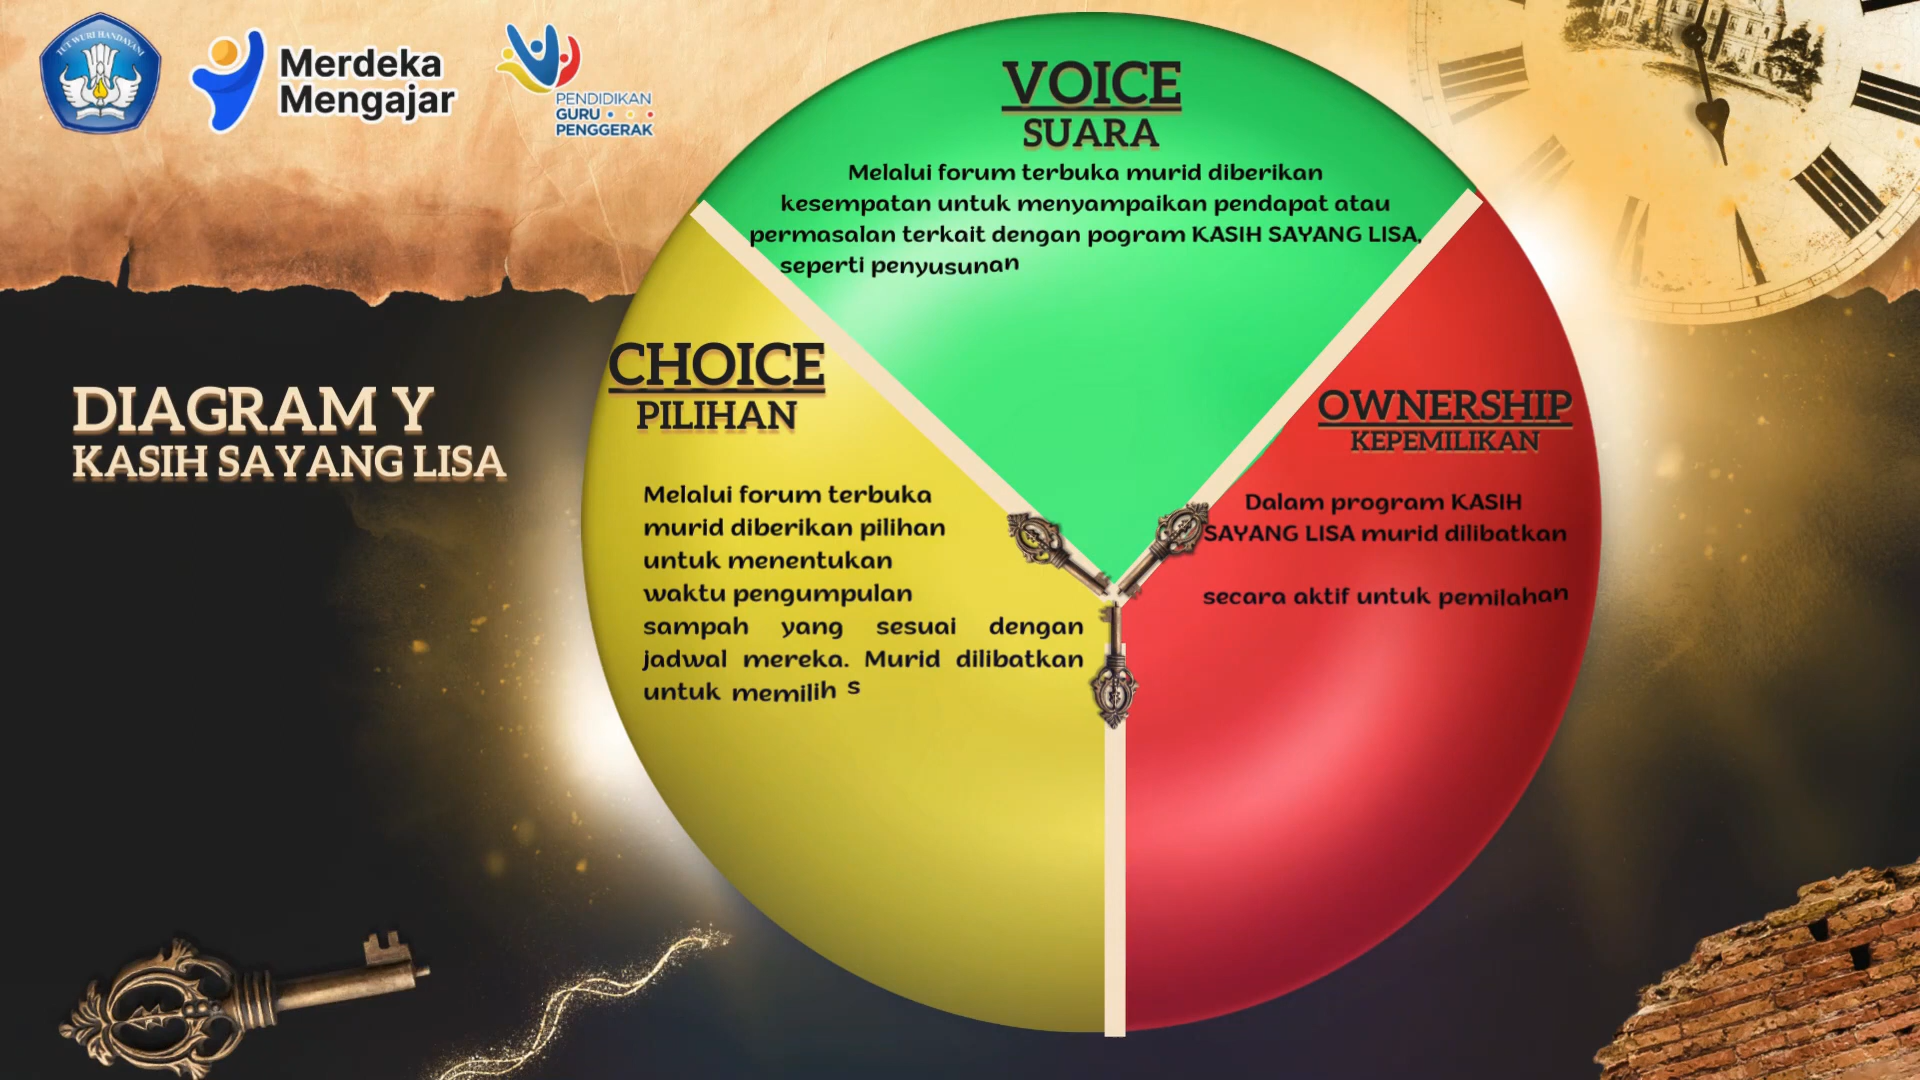 TUT WURI HANDAYANI
Merdeka
Mengajar
PENDIDIKAN
GURU
PENGGERAK
DIAGRAM Y
KASIH SAYANG LISA
VOICE
SUARA
Melalui forum terbuka murid diberikan
kesempatan untuk menyampaikan pendapat atau
permasalan terkait dengan pogram KASIH SAYANG LISA,
seperti penyusunan
CHOICE
PILIHAN
Melalui forum terbuka
murid diberikan pilihan
untuk menentukan
waktu pengumpulan
sampah yang sesuai dengan
jadwal mereka. Murid dilibatkan
untuk memilih s
OWNERSHIP
KEPEMILIKAN
Dalam program KASIH
SAYANG LISA murid dilibatkan
secara aktif untuk pemilahan